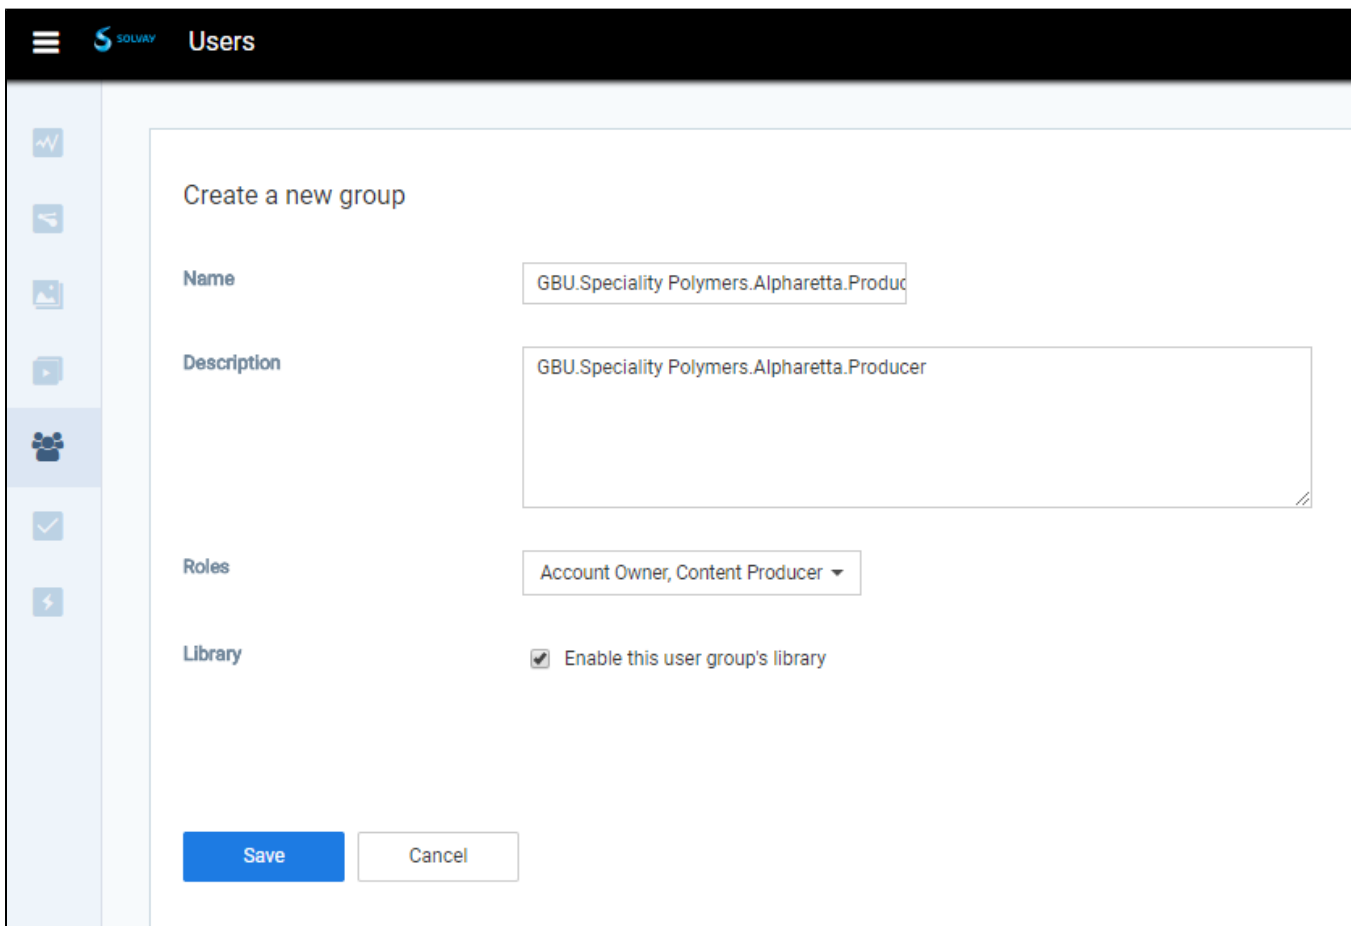 SOLVAY Users
Create a new group
Name
GBU.Speciality Polymers.Alpharetta.Produc
Description
GBU.Speciality Polymers.Alpharetta.Producer
Roles
Account Owner, Content Producer
Library
Enable this user group's library
Save Cancel